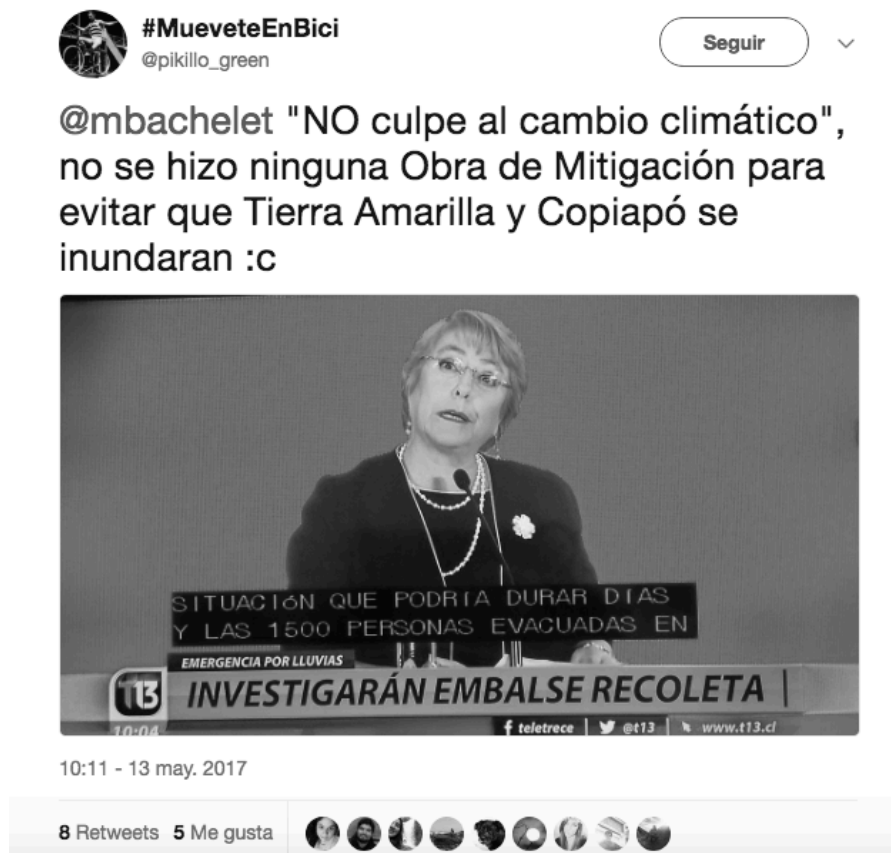 #MueveteEnBici
@pikillo_green
Seguir
@mbachelet "NO culpe al cambio climático",
no se hizo ninguna Obra de Mitigación para
evitar que Tierra Amarilla y Copiapó se
inundaran :c
SITUACIóN QUE PODRíA DURAR DíAS
Y LAS 1500 PERSONAS EVACUADAS EN
EMERGENCIA POR LLUVIAS
t13
INVESTIGARÁN EMBALSE RECOLETA
10:04
teletrece @t13 www.t13.cl
10:11 - 13 may. 2017
8 Retweets 5 Me gusta